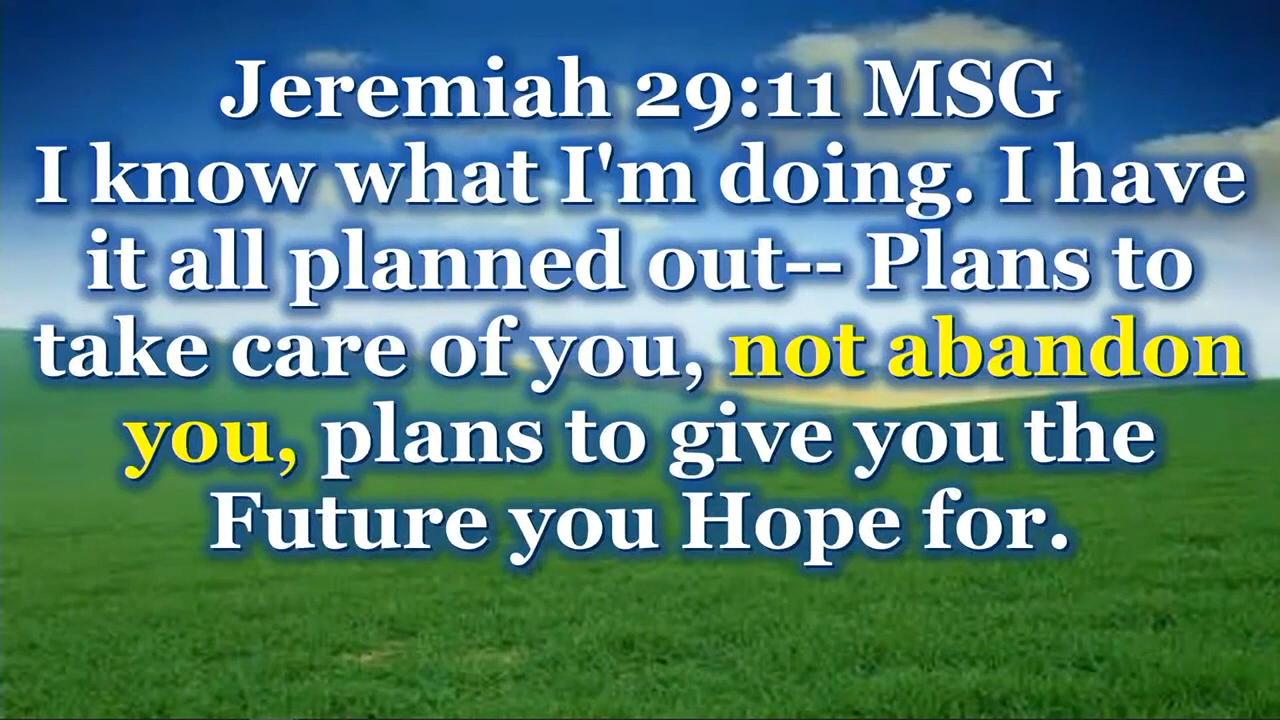 Jeremiah 29:11 MSG
I know what I'm doing. I have
it all planned out-- Plans to
take care of you, not abandon
you, plans to give you the
Future you Hope for.